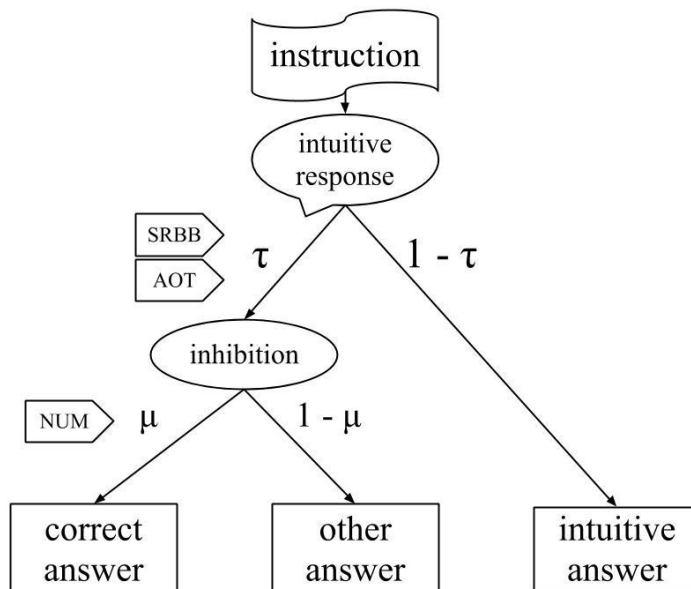 instruction
intuitive
response
SRBB
τ
1 - τ
AOT
inhibition
NUM
μ
1 - μ
correct
answer
other
answer
intuitive
answer